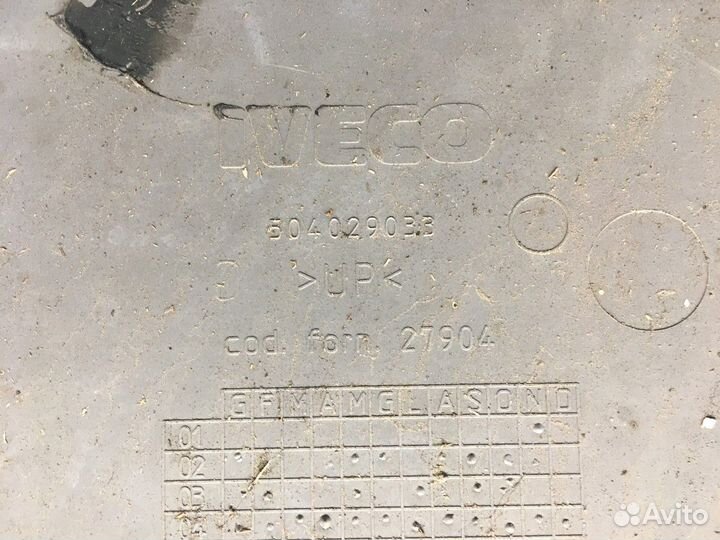 IVECO
504029033
>UP<
cod. forn. 27904
G F M A M G L A S O N D
01
02
03
04
Avito